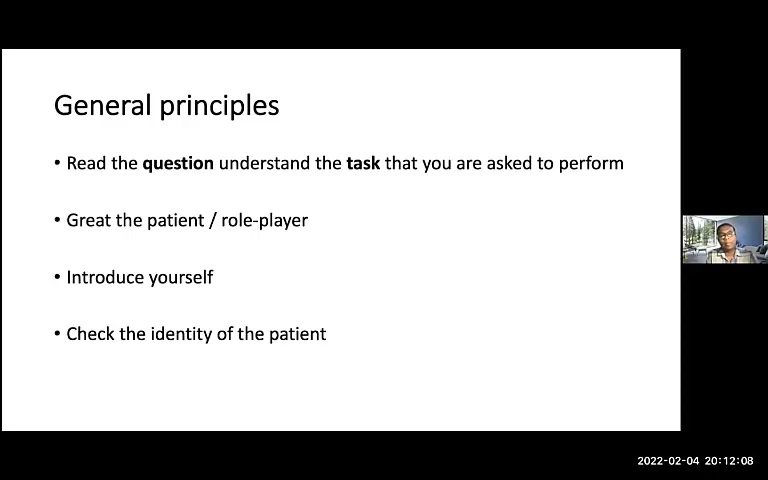 General principles
• Read the question understand the task that you are asked to perform
• Great the patient / role-player
• Introduce yourself
• Check the identity of the patient
2022-02-04 20:12:08